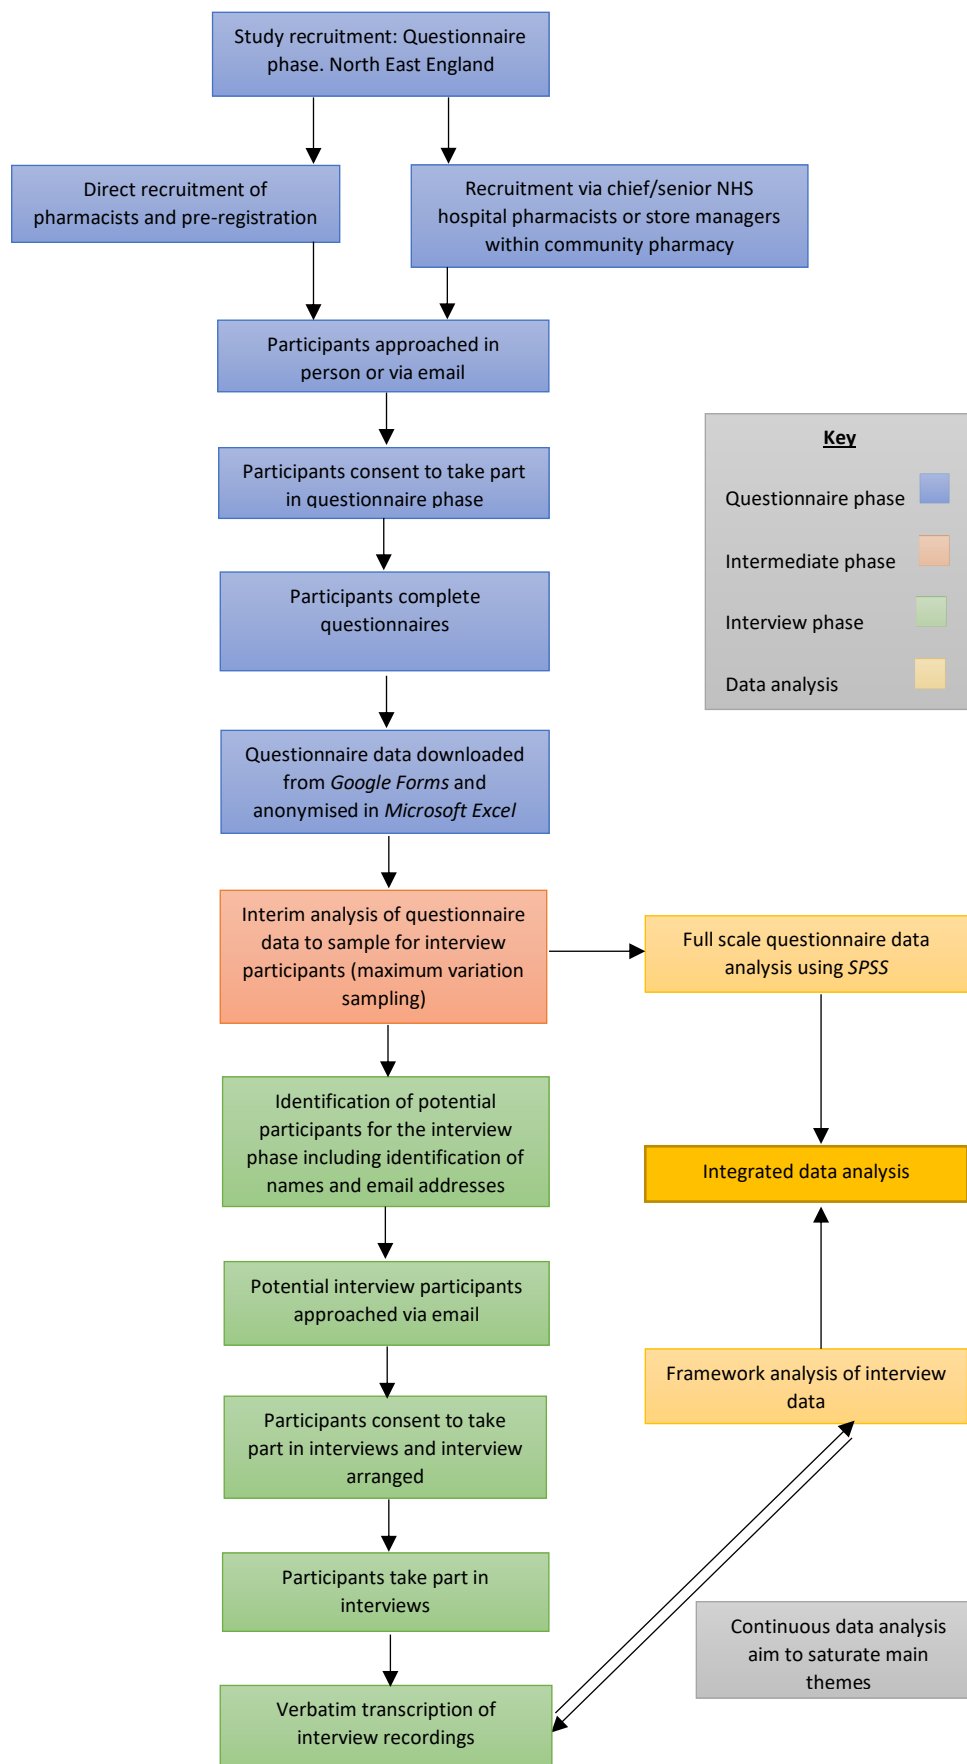 Study recruitment: Questionnaire
phase. North East England
Direct recruitment of
pharmacists and pre-registration
Recruitment via chief/senior NHS
hospital pharmacists or store managers
within community pharmacy
Participants approached in
person or via email
Participants consent to take part
in questionnaire phase
Participants complete
questionnaires
Questionnaire data downloaded
from Google Forms and
anonymised in Microsoft Excel
Key
Questionnaire phase
Intermediate phase
Interview phase
Data analysis
Interim analysis of questionnaire
data to sample for interview
participants (maximum variation
sampling)
Full scale questionnaire data
analysis using SPSS
Identification of potential
participants for the interview
phase including identification of
names and email addresses
Integrated data analysis
Potential interview participants
approached via email
Framework analysis of interview
data
Participants consent to take
part in interviews and interview
arranged
Participants take part in
interviews
Continuous data analysis
aim to saturate main
themes
Verbatim transcription of
interview recordings